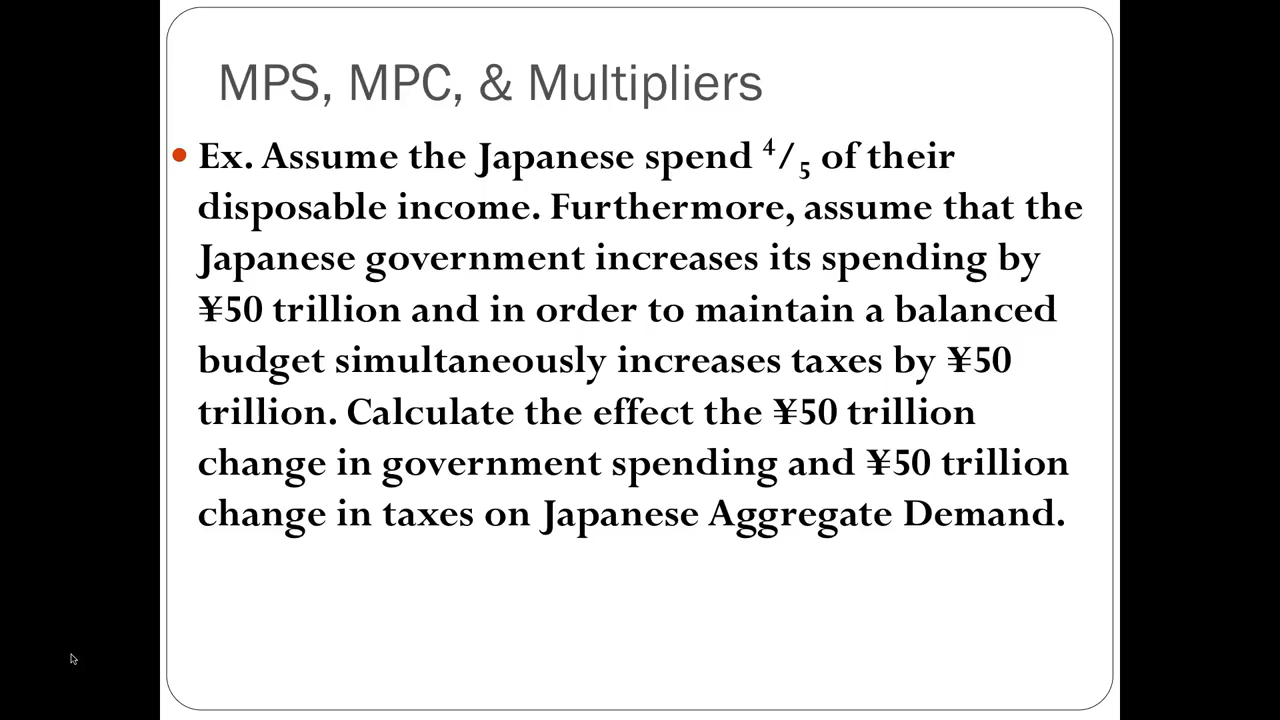 MPS, MPC, & Multipliers
• Ex. Assume the Japanese spend ⁴/₅ of their
disposable income. Furthermore, assume that the
Japanese government increases its spending by
¥50 trillion and in order to maintain a balanced
budget simultaneously increases taxes by ¥50
trillion. Calculate the effect the ¥50 trillion
change in government spending and ¥50 trillion
change in taxes on Japanese Aggregate Demand.